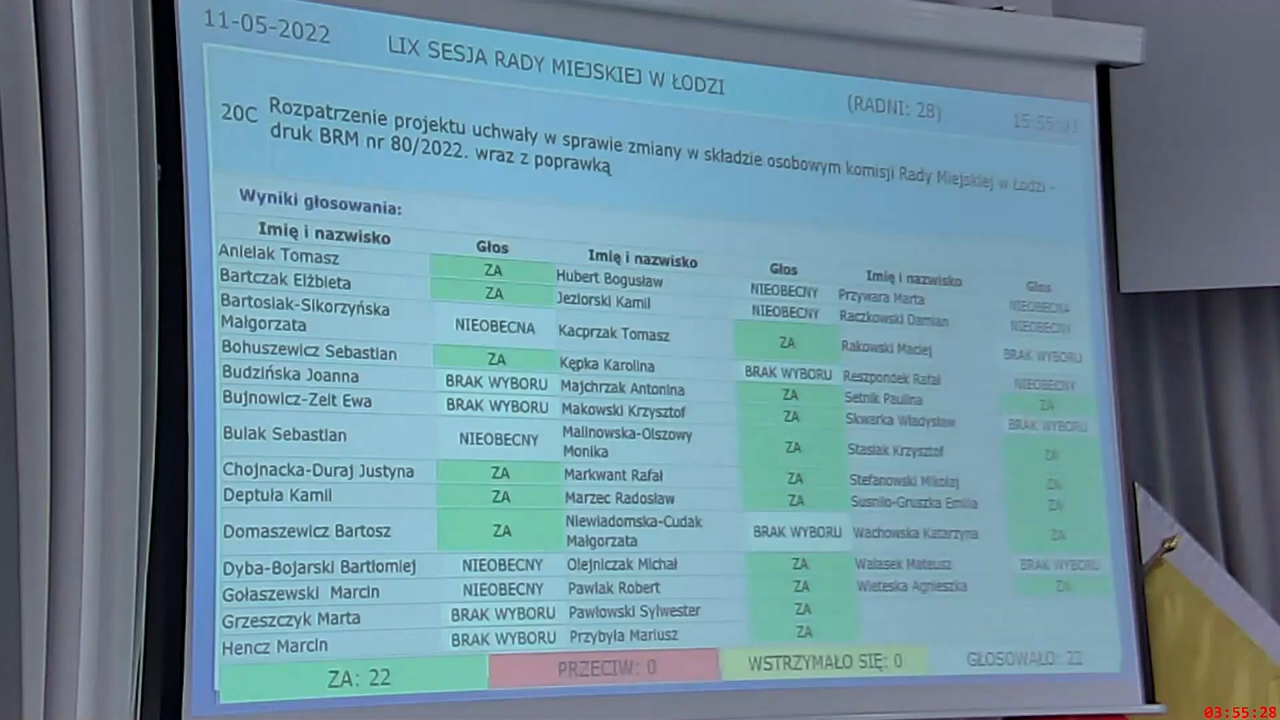 11-05-2022
LIX SESJA RADY MIEJSKIEJ W ŁODZI
(RADNI: 28)
20C Rozpatrzenie projektu uchwały w sprawie zmiany w składzie osobowym komisji Rady Miejskiej w Łodzi -
druk BRM nr 80/2022. wraz z poprawką
Wyniki głosowania:
Imię i nazwisko Głos Imię i nazwisko Głos Imię i nazwisko Głos
Anielak Tomasz ZA
Bartczak Elżbieta ZA
Bartosiak-Sikorzyńska
Małgorzata NIEOBECNA
Bohuszewicz Sebastian ZA
Budzińska Joanna BRAK WYBORU
Bujnowicz-Zelt Ewa BRAK WYBORU
Bulak Sebastian NIEOBECNY
Chojnacka-Duraj Justyna ZA
Deptuła Kamil ZA
Domaszewicz Bartosz ZA
Dyba-Bojarski Bartłomiej NIEOBECNY
Gołaszewski Marcin NIEOBECNY
Grzeszczyk Marta BRAK WYBORU
Hencz Marcin BRAK WYBORU
Hubert Bogusław NIEOBECNY
Jeziorski Kamil NIEOBECNY
Kacprzak Tomasz ZA
Kępka Karolina BRAK WYBORU
Majchrzak Antonina ZA
Makowski Krzysztof ZA
Malinowska-Olszowy
Monika ZA
Markwant Rafał ZA
Marzec Radosław ZA
Niewiadomska-Cudak
Małgorzata BRAK WYBORU
Olejniczak Michał ZA
Pawlak Robert ZA
Pawłowski Sylwester ZA
Przybyła Mariusz ZA
Przywara Marta NIEOBECNA
Raczkowski Damian NIEOBECNY
Rakowski Maciej BRAK WYBORU
Reszpondek Rafał NIEOBECNY
Setnik Paulina ZA
Skwarka Władysław BRAK WYBORU
Stasiak Krzysztof ZA
Stefanowski Mikołaj ZA
Susniło-Gruszka Emilia ZA
Wachowska Katarzyna ZA
Walasek Mateusz BRAK WYBORU
Wieteska Agnieszka ZA
ZA: 22 PRZECIW: 0 WSTRZYMAŁO SIĘ: 0 GŁOSOWAŁO: 22
03:55:28